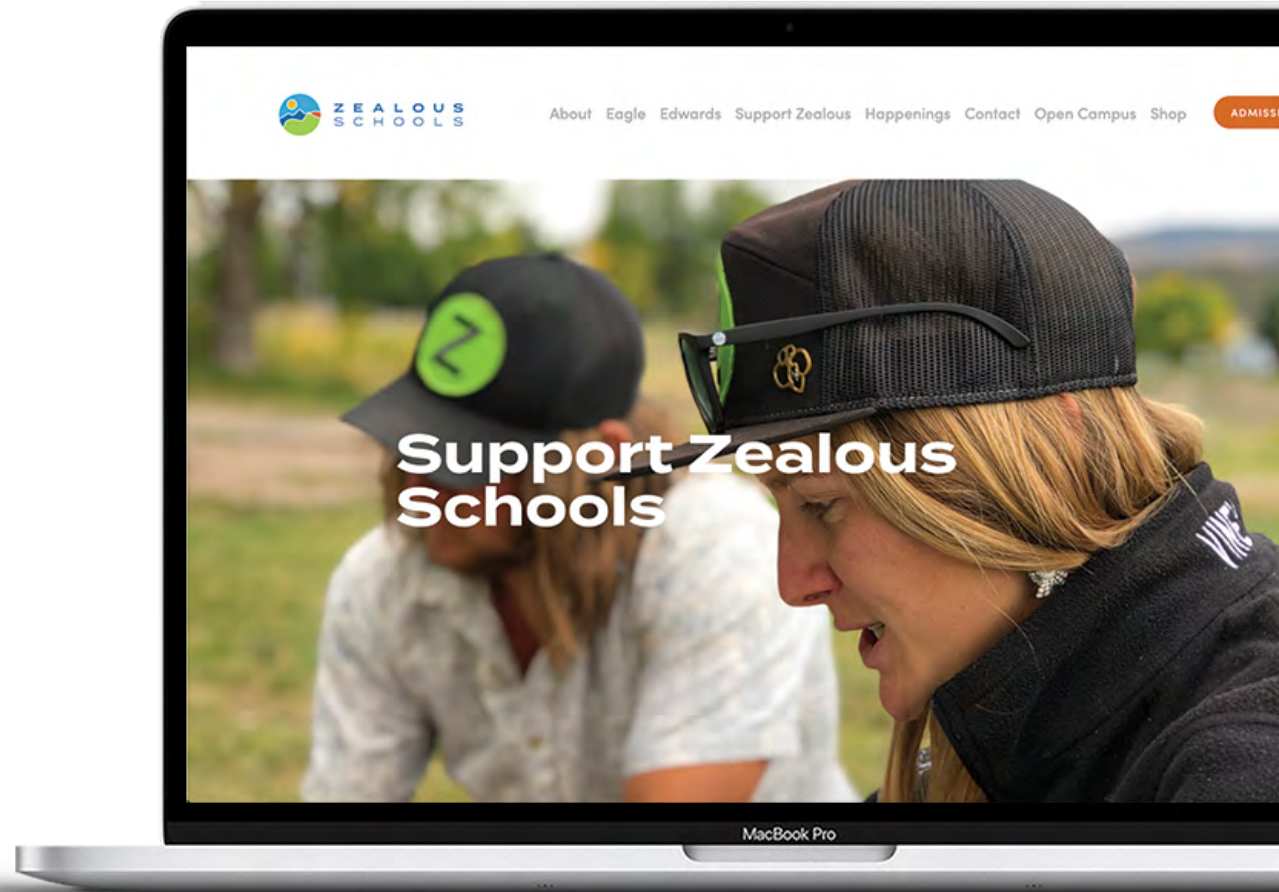 ZEALOUS
SCHOOLS
About Eagle Edwards Support Zealous Happenings Contact Open Campus Shop
Z
Support Zealous
Schools
MacBook Pro